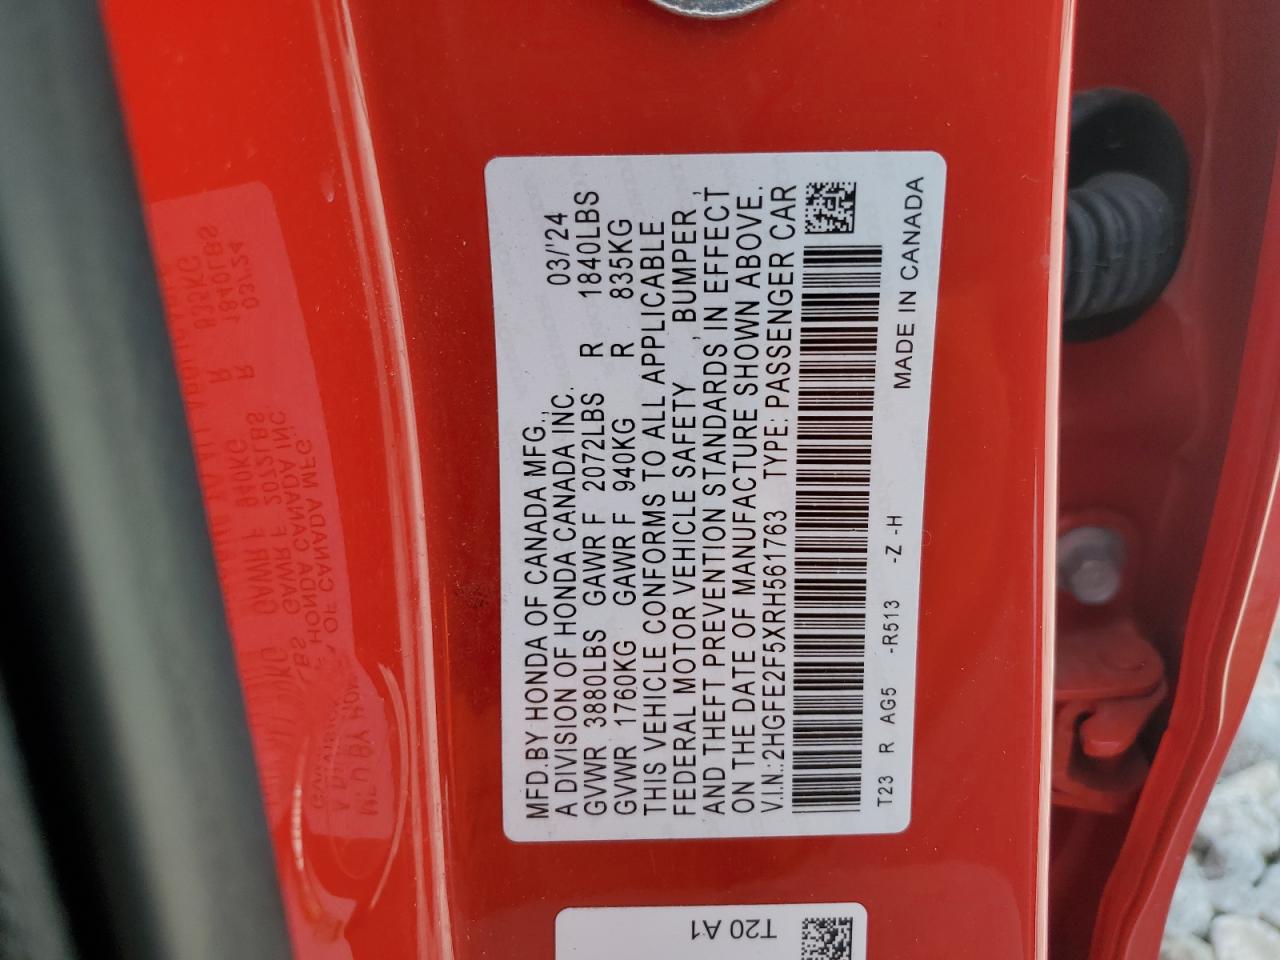 MFD.BY HONDA OF CANADA MFG.,
A DIVISION OF HONDA CANADA INC. 03/'24
GVWR 3880LBS GAWR F 2072LBS R 1840LBS
GVWR 1760KG GAWR F 940KG R 835KG
THIS VEHICLE CONFORMS TO ALL APPLICABLE
FEDERAL MOTOR VEHICLE SAFETY , BUMPER ,
AND THEFT PREVENTION STANDARDS IN EFFECT
ON THE DATE OF MANUFACTURE SHOWN ABOVE.
V.I.N.:2HGFE2F5XRH561763 TYPE: PASSENGER CAR
T23 R AG5 -R513 -Z -H MADE IN CANADA
T20 A1